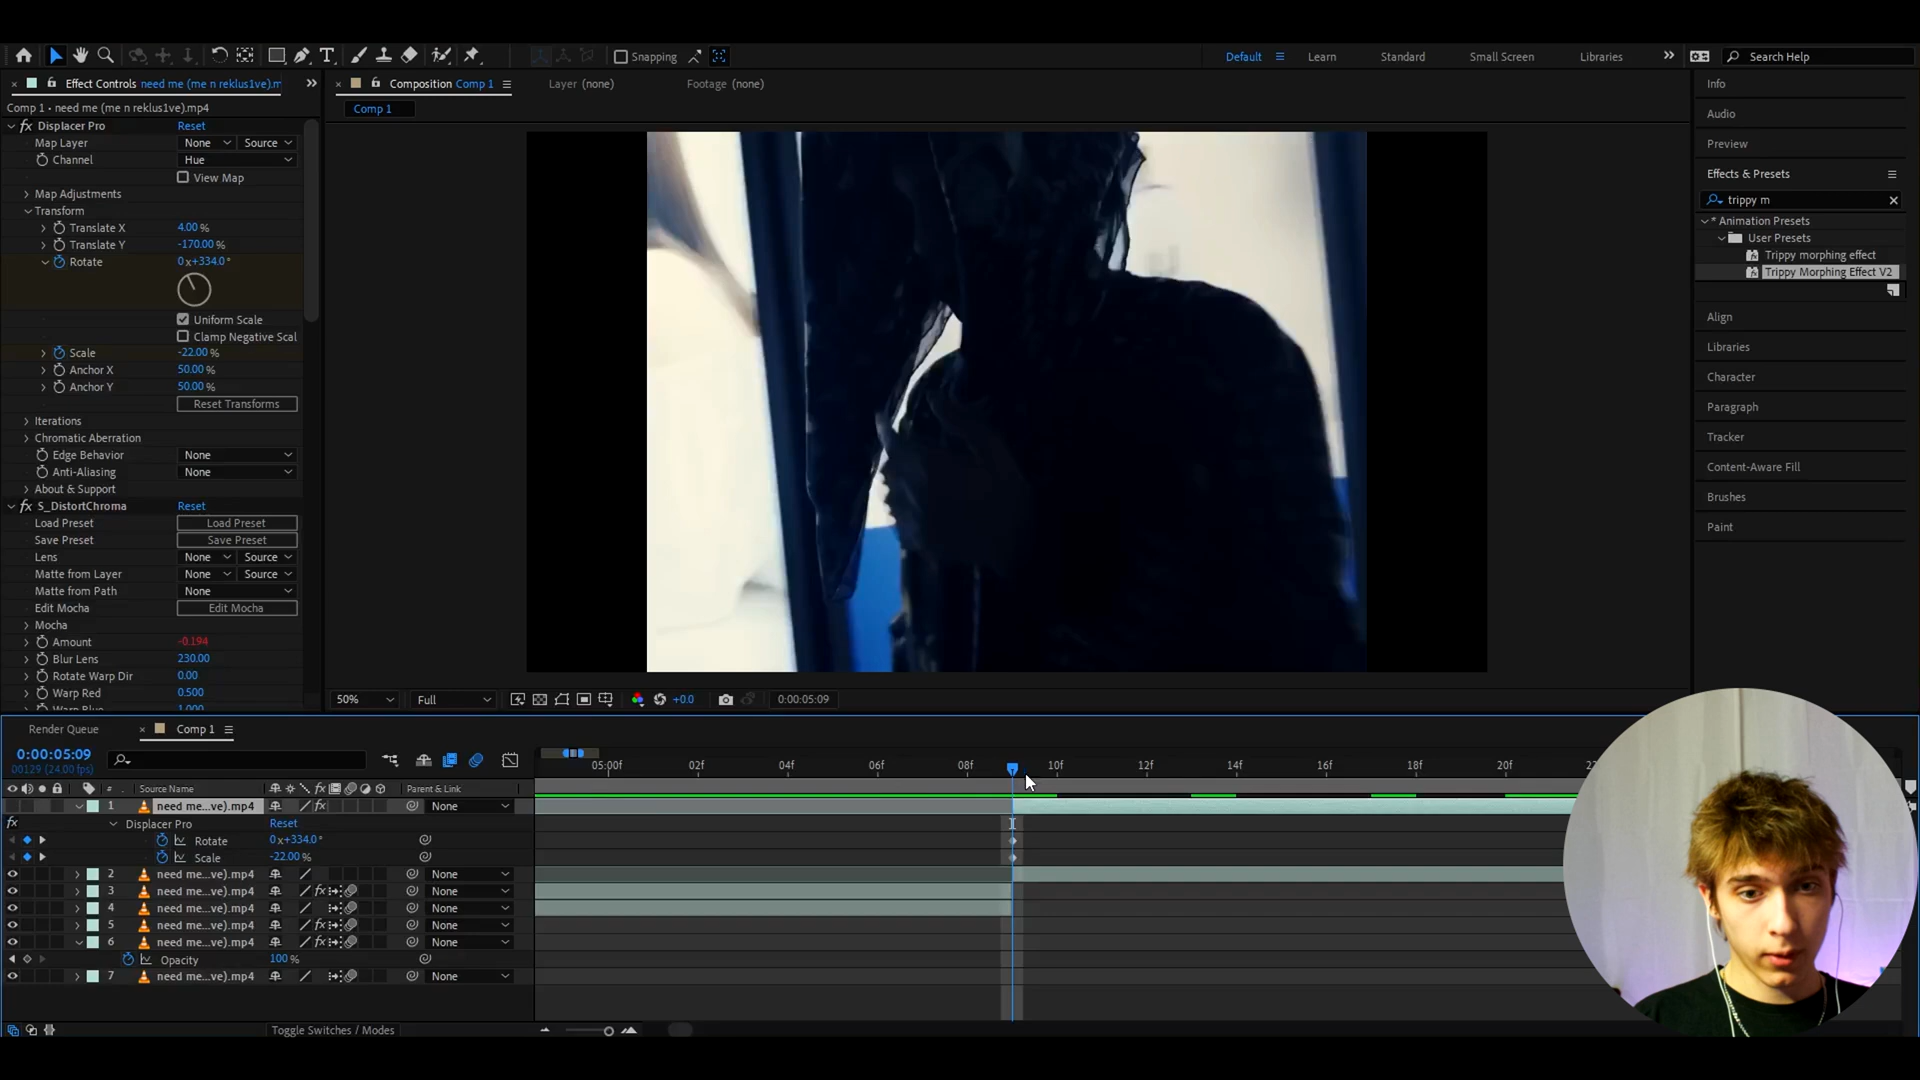 Snapping
Default
Learn
Standard
Small Screen
Libraries
Search Help
Effect Controls need me (me n reklus1ve).m
Composition Comp 1
Layer (none)
Footage (none)
Info
Comp 1 • need me (me n reklus1ve).mp4
Comp 1
Audio
Displacer Pro Reset
Map Layer None Source
Channel Hue
View Map
Map Adjustments
Transform
Translate X 4.00 %
Translate Y -170.00 %
Rotate 0 x+334.0 °
Uniform Scale
Clamp Negative Scal
Scale -22.00 %
Anchor X 50.00 %
Anchor Y 50.00 %
Reset Transforms
Iterations
Chromatic Aberration
Edge Behavior None
Anti-Aliasing None
About & Support
S_DistortChroma Reset
Load Preset Load Preset
Save Preset Save Preset
Lens None Source
Matte from Layer None Source
Matte from Path None
Edit Mocha Edit Mocha
Mocha
Amount -0.194
Blur Lens 230.00
Rotate Warp Dir 0.00
Warp Red 0.500
Warp Blue 1.000
Preview
Effects & Presets
trippy m
* Animation Presets
User Presets
Trippy morphing effect
Trippy Morphing Effect V2
Align
Libraries
Character
Paragraph
Tracker
Content-Aware Fill
Brushes
Paint
50% Full +0.0 0:00:05:09
Render Queue Comp 1
0:00:05:09
00129 (24.00 fps)
05:00f 02f 04f 06f 08f 10f 12f 14f 16f 18f 20f 22
# Source Name Parent & Link
1 need me...ve).mp4 None
Displacer Pro Reset
Rotate 0 x+334.0 °
Scale -22.00 %
2 need me...ve).mp4 None
3 need me...ve).mp4 None
4 need me...ve).mp4 None
5 need me...ve).mp4 None
6 need me...ve).mp4 None
Opacity 100 %
7 need me...ve).mp4 None
Toggle Switches / Modes